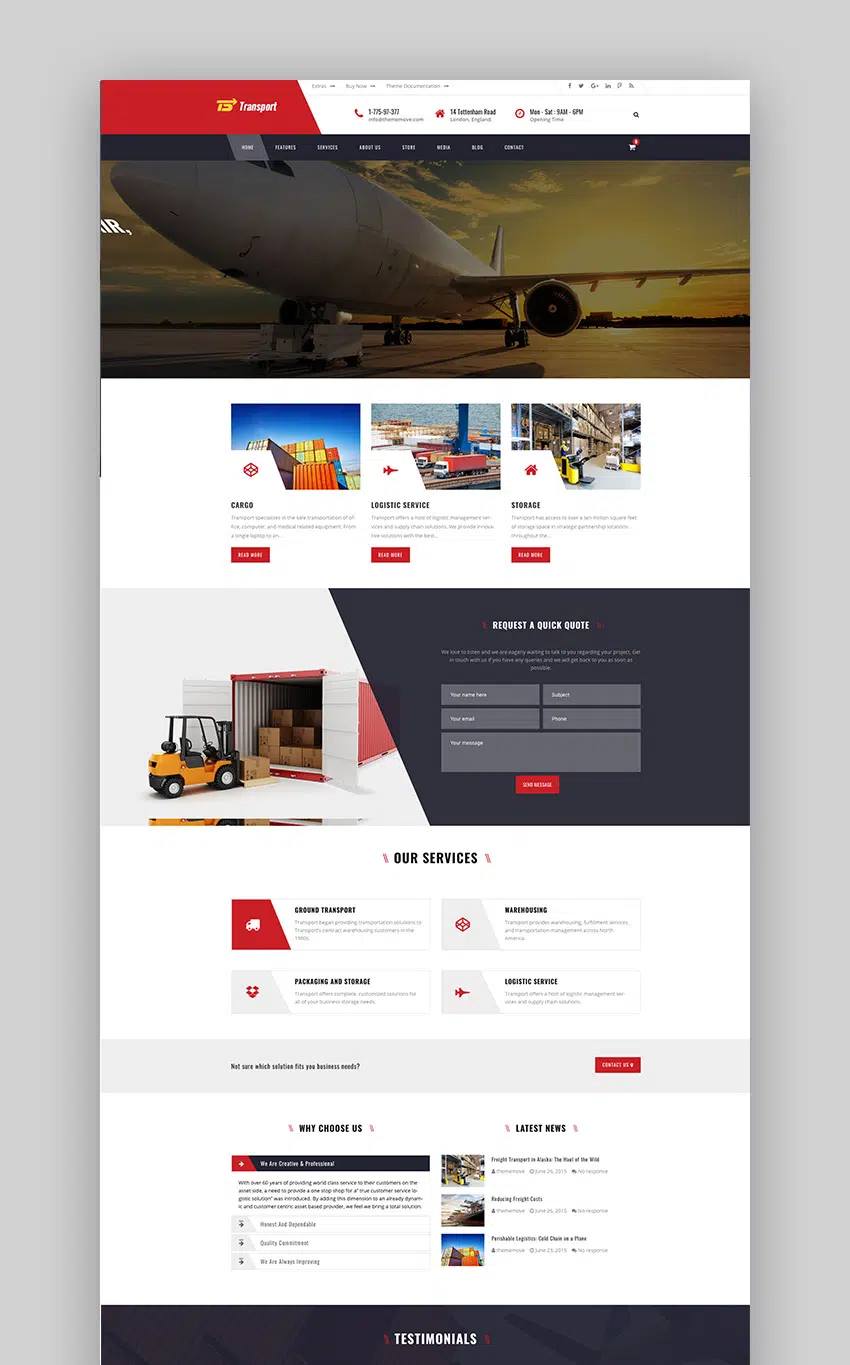 Extras
Buy Now
Theme Documentation
TS Transport
1-775-97-377
info@thememove.com
14 Tottenham Road
London, England.
Mon - Sat : 9AM - 6PM
Opening Time
HOME
FEATURES
SERVICES
ABOUT US
STORE
MEDIA
BLOG
CONTACT
0
IR,
CARGO
Transport specializes in the safe transportation of of-
fice, computer, and medical related equipment. From
a single laptop to an...
READ MORE
LOGISTIC SERVICE
Transport offers a host of logistic management ser-
vices and supply chain solutions. We provide innova-
tive solutions with the best...
READ MORE
STORAGE
Transport has access to over a ten million square feet
of storage space in strategic partnership locations
throughout the...
READ MORE
\\ REQUEST A QUICK QUOTE \\
We love to listen and we are eagerly waiting to talk to you regarding your project. Get
in touch with us if you have any queries and we will get back to you as soon as
possible.
Your name here
Subject
Your email
Phone
Your message
SEND MESSAGE
\\ OUR SERVICES \\
GROUND TRANSPORT
Transport began providing transportation solutions to
Transport's contract warehousing customers in the
1980s.
WAREHOUSING
Transport provides warehousing, fulfillment services,
and transportation management across North
America.
PACKAGING AND STORAGE
Transport offers complete, customized solutions for
all of your business storage needs.
LOGISTIC SERVICE
Transport offers a host of logistic management ser-
vices and supply chain solutions.
Not sure which solution fits you business needs?
CONTACT US
\\ WHY CHOOSE US \\
We Are Creative & Professional
With over 60 years of providing world class service to their customers on the
asset side, a need to provide a one stop shop for a" true customer service lo-
gistic solution" was introduced. By adding this dimension to an already dynam-
ic and customer centric asset based provider, we feel we bring a total solution.
Honest And Dependable
Quality Commitment
We Are Always Improving
\\ LATEST NEWS \\
Freight Transport in Alaska: The Haul of the Wild
thememove June 26, 2015 No response
Reducing Freight Costs
thememove June 26, 2015 No response
Perishable Logistics: Cold Chain on a Plane
thememove June 23, 2015 No response
\\ TESTIMONIALS \\